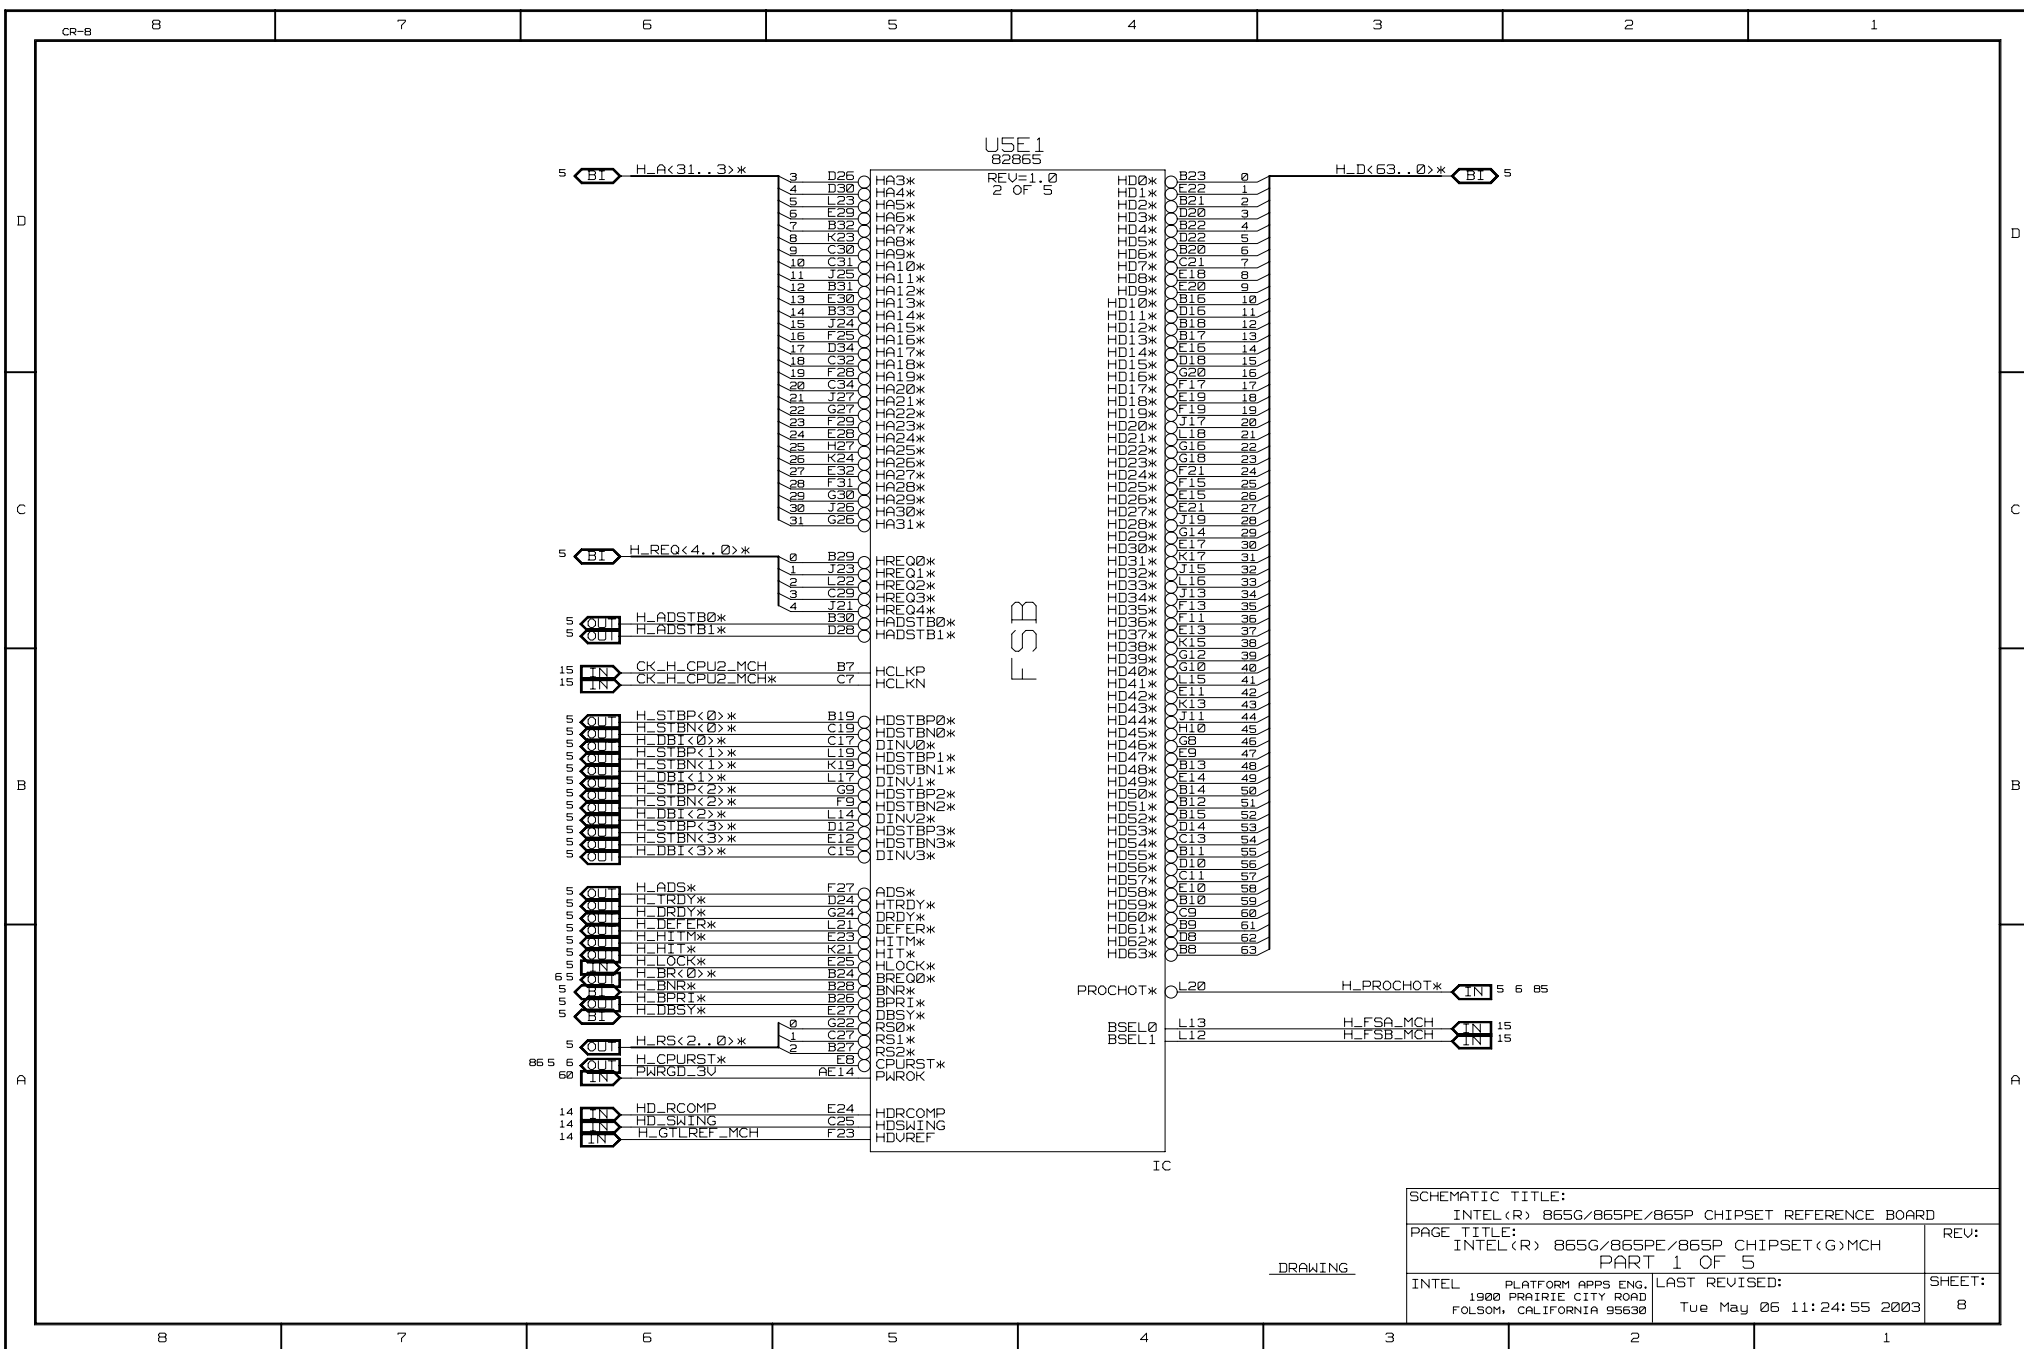 8 7 6 5 4 3 2 1
CR-8
U5E1
82865
REV=1.0
2 OF 5
5 BI H_A<31..3>*
3 D26 HA3*
4 D30 HA4*
5 L23 HA5*
6 E29 HA6*
7 B32 HA7*
8 K23 HA8*
9 C30 HA9*
10 C31 HA10*
11 J25 HA11*
12 B31 HA12*
13 E30 HA13*
14 B33 HA14*
15 J24 HA15*
16 F25 HA16*
17 D34 HA17*
18 C32 HA18*
19 F28 HA19*
20 C34 HA20*
21 J27 HA21*
22 G27 HA22*
23 F29 HA23*
24 E28 HA24*
25 H27 HA25*
26 K24 HA26*
27 E32 HA27*
28 F31 HA28*
29 G30 HA29*
30 J26 HA30*
31 G26 HA31*
5 BI H_REQ<4..0>*
0 B29 HREQ0*
1 J23 HREQ1*
2 L22 HREQ2*
3 C29 HREQ3*
4 J21 HREQ4*
5 OUT H_ADSTB0* B30 HADSTB0*
5 OUT H_ADSTB1* D28 HADSTB1*
15 IN CK_H_CPU2_MCH B7 HCLKP
15 IN CK_H_CPU2_MCH* C7 HCLKN
5 OUT H_STBP<0>* B19 HDSTBP0*
5 OUT H_STBN<0>* C19 HDSTBN0*
5 OUT H_DBI<0>* C17 DINV0*
5 OUT H_STBP<1>* L19 HDSTBP1*
5 OUT H_STBN<1>* K19 HDSTBN1*
5 OUT H_DBI<1>* L17 DINV1*
5 OUT H_STBP<2>* G9 HDSTBP2*
5 OUT H_STBN<2>* F9 HDSTBN2*
5 OUT H_DBI<2>* L14 DINV2*
5 OUT H_STBP<3>* D12 HDSTBP3*
5 OUT H_STBN<3>* E12 HDSTBN3*
5 OUT H_DBI<3>* C15 DINV3*
5 OUT H_ADS* F27 ADS*
5 OUT H_TRDY* D24 HTRDY*
5 OUT H_DRDY* G24 DRDY*
5 OUT H_DEFER* L21 DEFER*
5 OUT H_HITM* E23 HITM*
5 OUT H_HIT* K21 HIT*
5 IN H_LOCK* E25 HLOCK*
6 5 OUT H_BR<0>* B24 BREQ0*
5 BI H_BNR* B28 BNR*
5 OUT H_BPRI* B26 BPRI*
5 BI H_DBSY* E27 DBSY*
0 G22 RS0*
1 C27 RS1*
5 OUT H_RS<2..0>* 2 B27 RS2*
86 5 6 OUT H_CPURST* E8 CPURST*
60 IN PWRGD_3V AE14 PWROK
14 IN HD_RCOMP E24 HDRCOMP
14 IN HD_SWING C25 HDSWING
14 IN H_GTLREF_MCH F23 HDVREF
FSB
H_D<63..0>* BI 5
HD0* B23 0
HD1* E22 1
HD2* B21 2
HD3* D20 3
HD4* B22 4
HD5* D22 5
HD6* B20 6
HD7* C21 7
HD8* E18 8
HD9* E20 9
HD10* B16 10
HD11* D16 11
HD12* B18 12
HD13* B17 13
HD14* E16 14
HD15* D18 15
HD16* G20 16
HD17* F17 17
HD18* E19 18
HD19* F19 19
HD20* J17 20
HD21* L18 21
HD22* G16 22
HD23* G18 23
HD24* F21 24
HD25* F15 25
HD26* E15 26
HD27* E21 27
HD28* J19 28
HD29* G14 29
HD30* E17 30
HD31* K17 31
HD32* J15 32
HD33* L16 33
HD34* J13 34
HD35* F13 35
HD36* F11 36
HD37* E13 37
HD38* K15 38
HD39* G12 39
HD40* G10 40
HD41* L15 41
HD42* E11 42
HD43* K13 43
HD44* J11 44
HD45* H10 45
HD46* G8 46
HD47* E9 47
HD48* B13 48
HD49* E14 49
HD50* B14 50
HD51* B12 51
HD52* B15 52
HD53* D14 53
HD54* C13 54
HD55* B11 55
HD56* D10 56
HD57* C11 57
HD58* E10 58
HD59* B10 59
HD60* C9 60
HD61* B9 61
HD62* D8 62
HD63* B8 63
PROCHOT* L20 H_PROCHOT* IN 5 6 85
BSEL0 L13 H_FSA_MCH IN 15
BSEL1 L12 H_FSB_MCH IN 15
IC
D D
C C
B B
A A
DRAWING
SCHEMATIC TITLE:
INTEL(R) 865G/865PE/865P CHIPSET REFERENCE BOARD
PAGE TITLE:
INTEL(R) 865G/865PE/865P CHIPSET(G)MCH
PART 1 OF 5
REV:
INTEL PLATFORM APPS ENG.
1900 PRAIRIE CITY ROAD
FOLSOM, CALIFORNIA 95630
LAST REVISED:
Tue May 06 11:24:55 2003
SHEET:
8
8 7 6 5 4 3 2 1